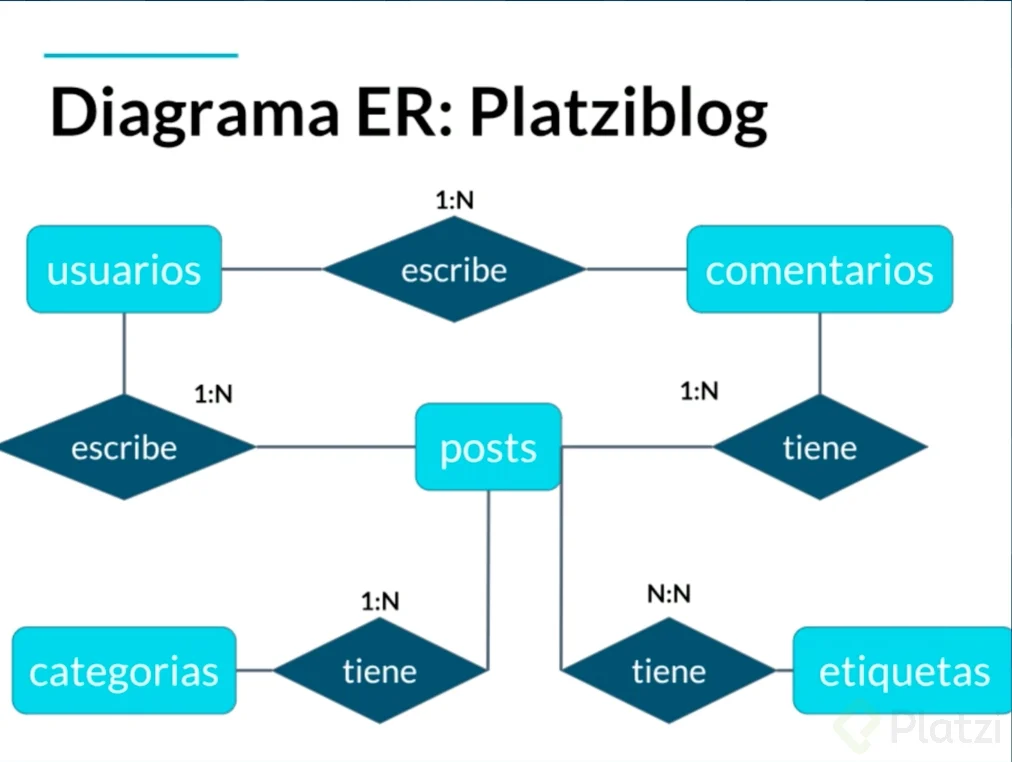 Diagrama ER: Platziblog
1:N
usuarios
escribe
comentarios
1:N
1:N
escribe
posts
tiene
1:N
N:N
categorias
tiene
tiene
etiquetas
Platzi